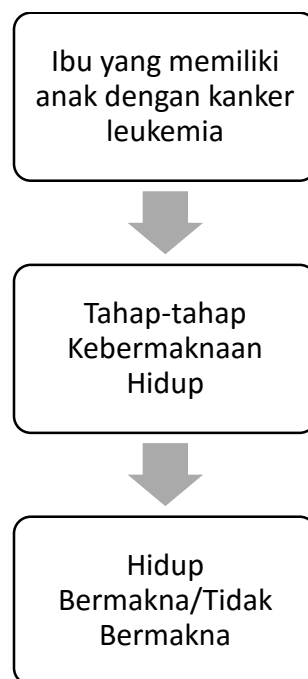 Ibu yang memiliki
anak dengan kanker
leukemia
Tahap-tahap
Kebermaknaan
Hidup
Hidup
Bermakna/Tidak
Bermakna